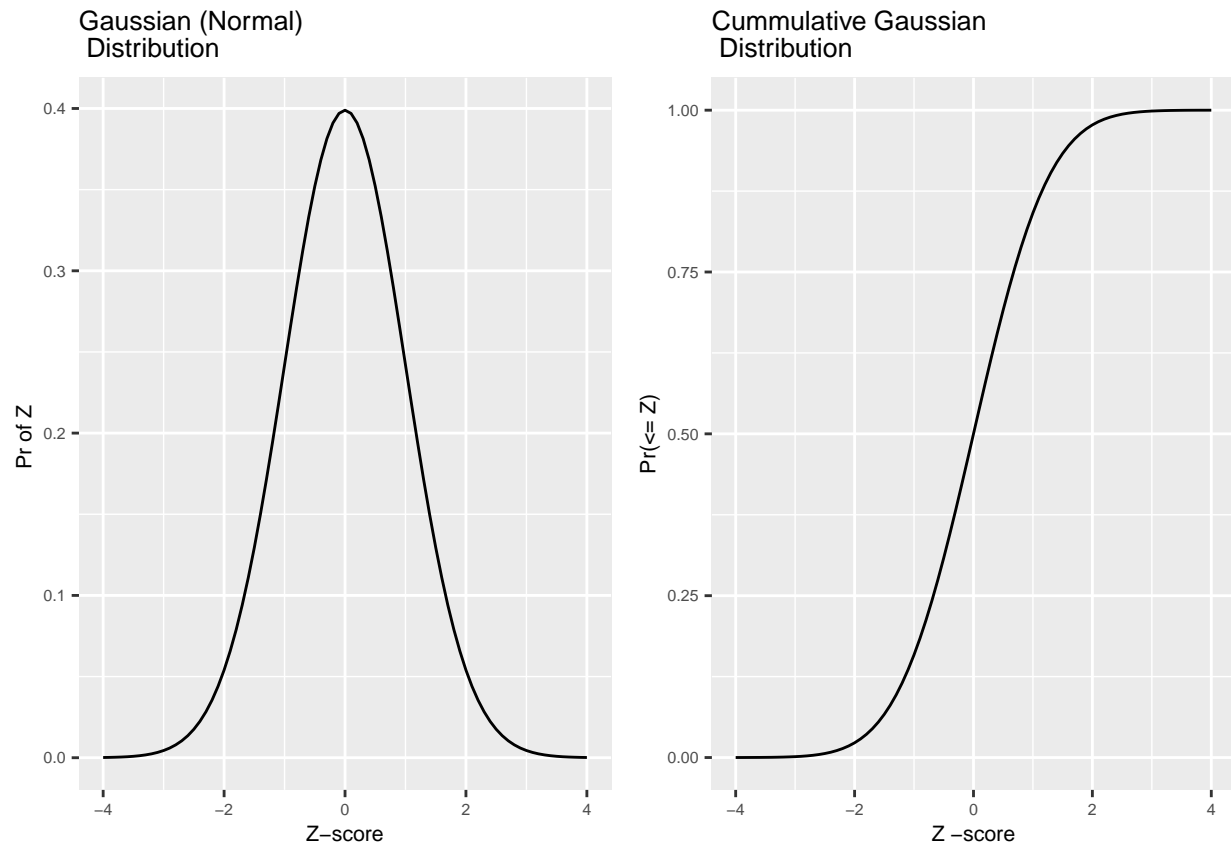 Gaussian (Normal)
Distribution
0.4
0.3
0.2
0.1
0.0
Pr of Z
−4
−2
0
2
4
Z−score
Cummulative Gaussian
Distribution
1.00
0.75
0.50
0.25
0.00
Pr(<= Z)
−4
−2
0
2
4
Z −score